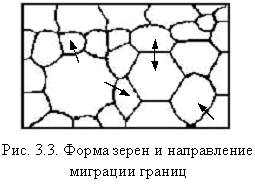 Рис. 3.3. Форма зерен и направление
миграции границ